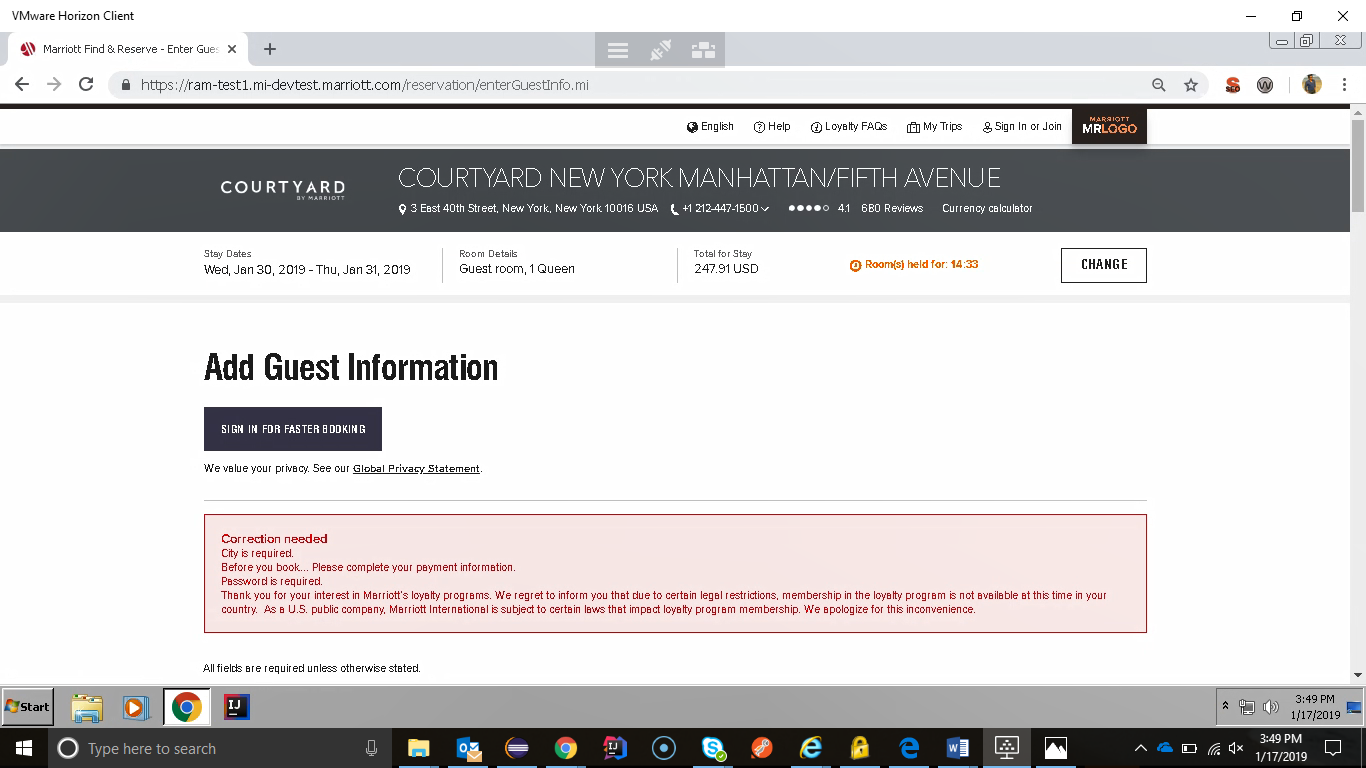 VMware Horizon Client
Marriott Find & Reserve - Enter Gues
https://ram-test1.mi-devtest.marriott.com/reservation/enterGuestInfo.mi
English Help Loyalty FAQs My Trips Sign In or Join
MARRIOTT
MRLOGO
COURTYARD
BY MARRIOTT
COURTYARD NEW YORK MANHATTAN/FIFTH AVENUE
3 East 40th Street, New York, New York 10016 USA +1 212-447-1500 4.1 680 Reviews Currency calculator
Stay Dates Room Details Total for Stay
Wed, Jan 30, 2019 - Thu, Jan 31, 2019 Guest room, 1 Queen 247.91 USD Room(s) held for: 14:33 CHANGE
Add Guest Information
SIGN IN FOR FASTER BOOKING
We value your privacy. See our Global Privacy Statement.
Correction needed
City is required.
Before you book... Please complete your payment information.
Password is required.
Thank you for your interest in Marriott's loyalty programs. We regret to inform you that due to certain legal restrictions, membership in the loyalty program is not available at this time in your
country. As a U.S. public company, Marriott International is subject to certain laws that impact loyalty program membership. We apologize for this inconvenience.
All fields are required unless otherwise stated.
Start
IJ
3:49 PM
1/17/2019
Type here to search
3:49 PM
1/17/2019